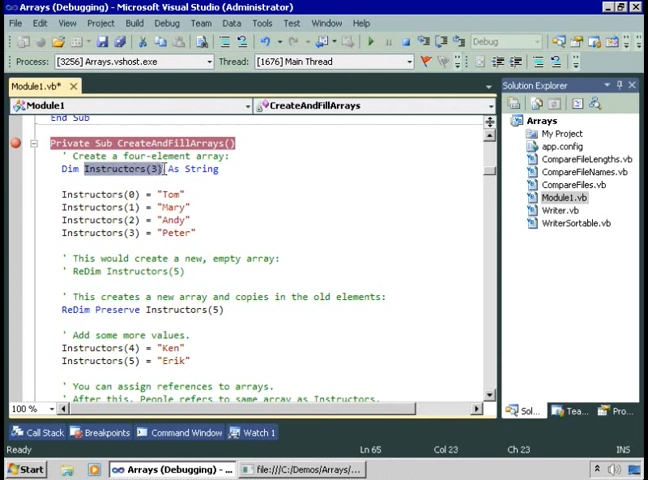 Arrays (Debugging) - Microsoft Visual Studio (Administrator)
File Edit View Project Build Debug Team Data Tools Test Window Help
Debug
Process: [3256] Arrays.vshost.exe Thread: [1676] Main Thread
Module1.vb*
Module1 CreateAndFillArrays
End Sub
Private Sub CreateAndFillArrays()
' Create a four-element array:
Dim Instructors(3) As String
Instructors(0) = "Tom"
Instructors(1) = "Mary"
Instructors(2) = "Andy"
Instructors(3) = "Peter"
' This would create a new, empty array:
' ReDim Instructors(5)
' This creates a new array and copies in the old elements:
ReDim Preserve Instructors(5)
' Add some more values.
Instructors(4) = "Ken"
Instructors(5) = "Erik"
' You can assign references to arrays.
' After this, People refers to same array as Instructors.
100 %
Solution Explorer
Arrays
My Project
app.config
CompareFileLengths.vb
CompareFileNames.vb
CompareFiles.vb
Module1.vb
Writer.vb
WriterSortable.vb
Sol... Tea... Pro...
Call Stack Breakpoints Command Window Watch 1
Ready Ln 65 Col 23 Ch 23 INS
Start Arrays (Debugging) - ... file:///C:/Demos/Arrays/...